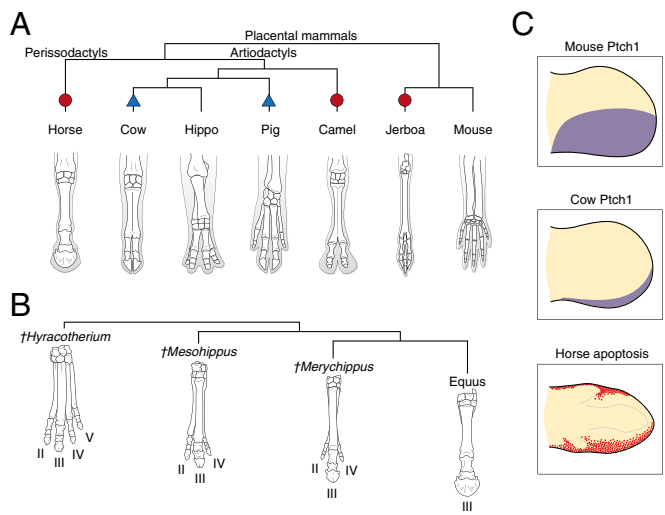 A
Placental mammals
Perissodactyls
Artiodactyls
Horse
Cow
Hippo
Pig
Camel
Jerboa
Mouse
B
†Hyracotherium
†Mesohippus
†Merychippus
Equus
II
III
IV
V
II
III
IV
II
III
IV
III
C
Mouse Ptch1
Cow Ptch1
Horse apoptosis